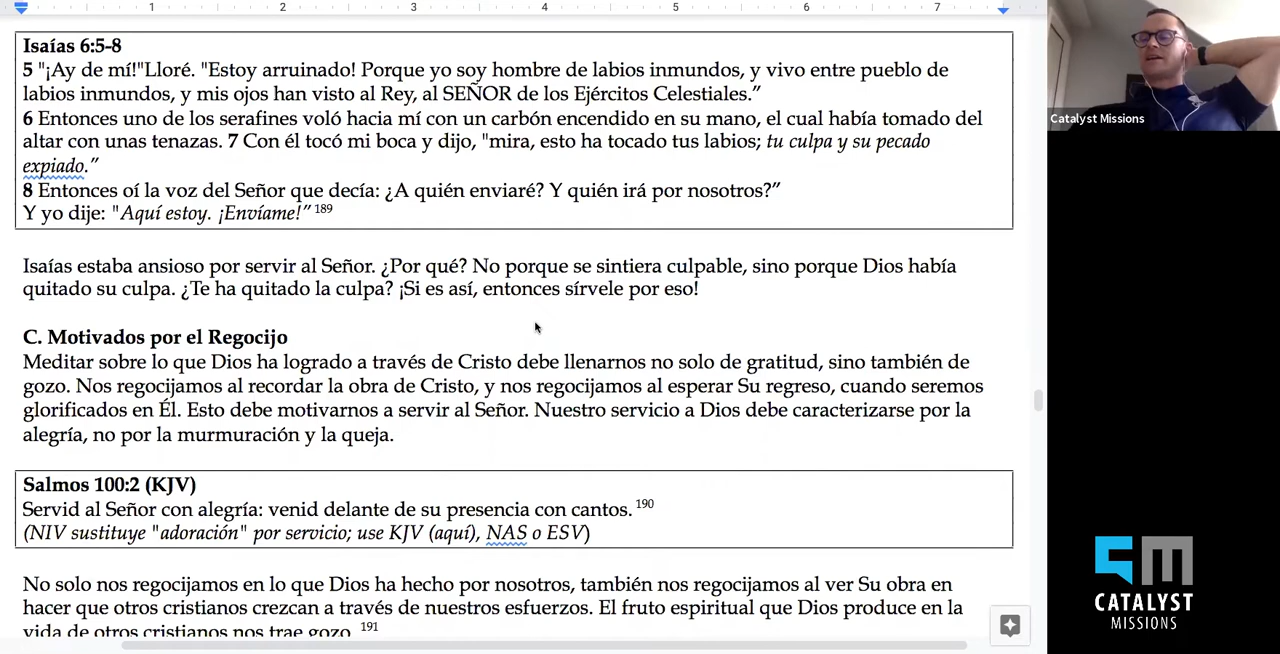 1 2 3 4 5 6 7
Isaías 6:5-8
5 "¡Ay de mí!"Lloré. "Estoy arruinado! Porque yo soy hombre de labios inmundos, y vivo entre pueblo de
labios inmundos, y mis ojos han visto al Rey, al SEÑOR de los Ejércitos Celestiales.”
6 Entonces uno de los serafines voló hacia mí con un carbón encendido en su mano, el cual había tomado del
altar con unas tenazas. 7 Con él tocó mi boca y dijo, "mira, esto ha tocado tus labios; tu culpa y su pecado
expiado.”
8 Entonces oí la voz del Señor que decía: ¿A quién enviaré? Y quién irá por nosotros?”
Y yo dije: "Aquí estoy. ¡Envíame!” 189
Isaías estaba ansioso por servir al Señor. ¿Por qué? No porque se sintiera culpable, sino porque Dios había
quitado su culpa. ¿Te ha quitado la culpa? ¡Si es así, entonces sírvele por eso!
C. Motivados por el Regocijo
Meditar sobre lo que Dios ha logrado a través de Cristo debe llenarnos no solo de gratitud, sino también de
gozo. Nos regocijamos al recordar la obra de Cristo, y nos regocijamos al esperar Su regreso, cuando seremos
glorificados en Él. Esto debe motivarnos a servir al Señor. Nuestro servicio a Dios debe caracterizarse por la
alegría, no por la murmuración y la queja.
Salmos 100:2 (KJV)
Servid al Señor con alegría: venid delante de su presencia con cantos. 190
(NIV sustituye "adoración" por servicio; use KJV (aquí), NAS o ESV)
No solo nos regocijamos en lo que Dios ha hecho por nosotros, también nos regocijamos al ver Su obra en
hacer que otros cristianos crezcan a través de nuestros esfuerzos. El fruto espiritual que Dios produce en la
vida de otros cristianos nos trae gozo. 191
Catalyst Missions
CATALYST
MISSIONS